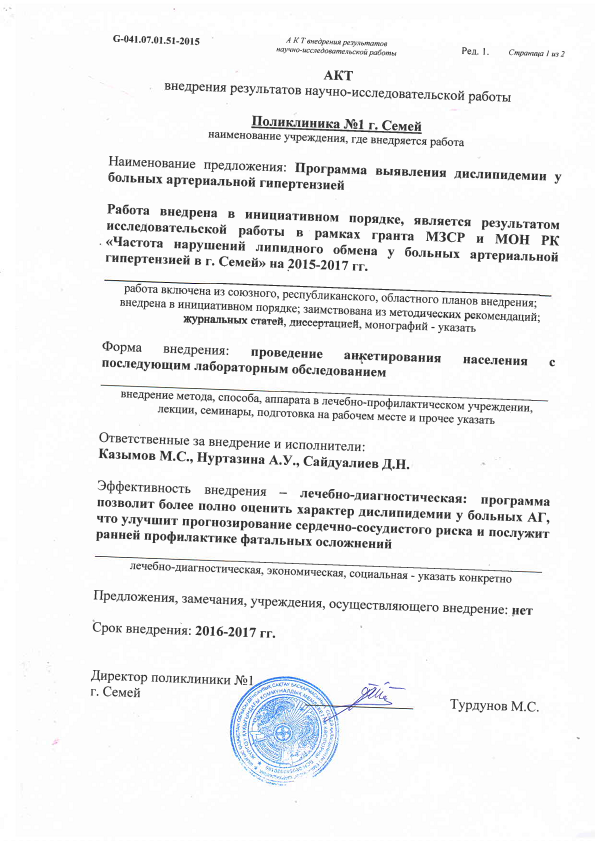 G-041.07.01.51-2015
А К Т внедрения результатов
научно-исследовательской работы
Ред. 1.
Страница 1 из 2
АКТ
внедрения результатов научно-исследовательской работы
Поликлиника №1 г. Семей
наименование учреждения, где внедряется работа
Наименование предложения: Программа выявления дислипидемии у
больных артериальной гипертензией
Работа внедрена в инициативном порядке, является результатом
исследовательской работы в рамках гранта МЗСР и МОН РК
«Частота нарушений липидного обмена у больных артериальной
гипертензией в г. Семей» на 2015-2017 гг.
работа включена из союзного, республиканского, областного планов внедрения;
внедрена в инициативном порядке; заимствована из методических рекомендаций;
журнальных статей, диссертацией, монографий - указать
Форма внедрения: проведение анкетирования населения с
последующим лабораторным обследованием
внедрение метода, способа, аппарата в лечебно-профилактическом учреждении,
лекции, семинары, подготовка на рабочем месте и прочее указать
Ответственные за внедрение и исполнители:
Казымов М.С., Нуртазина А.У., Сайдуалиев Д.Н.
Эффективность внедрения – лечебно-диагностическая: программа
позволит более полно оценить характер дислипидемии у больных АГ,
что улучшит прогнозирование сердечно-сосудистого риска и послужит
ранней профилактике фатальных осложнений
лечебно-диагностическая, экономическая, социальная - указать конкретно
Предложения, замечания, учреждения, осуществляющего внедрение: нет
Срок внедрения: 2016-2017 гг.
Директор поликлиники №1
г. Семей
Турдунов М.С.